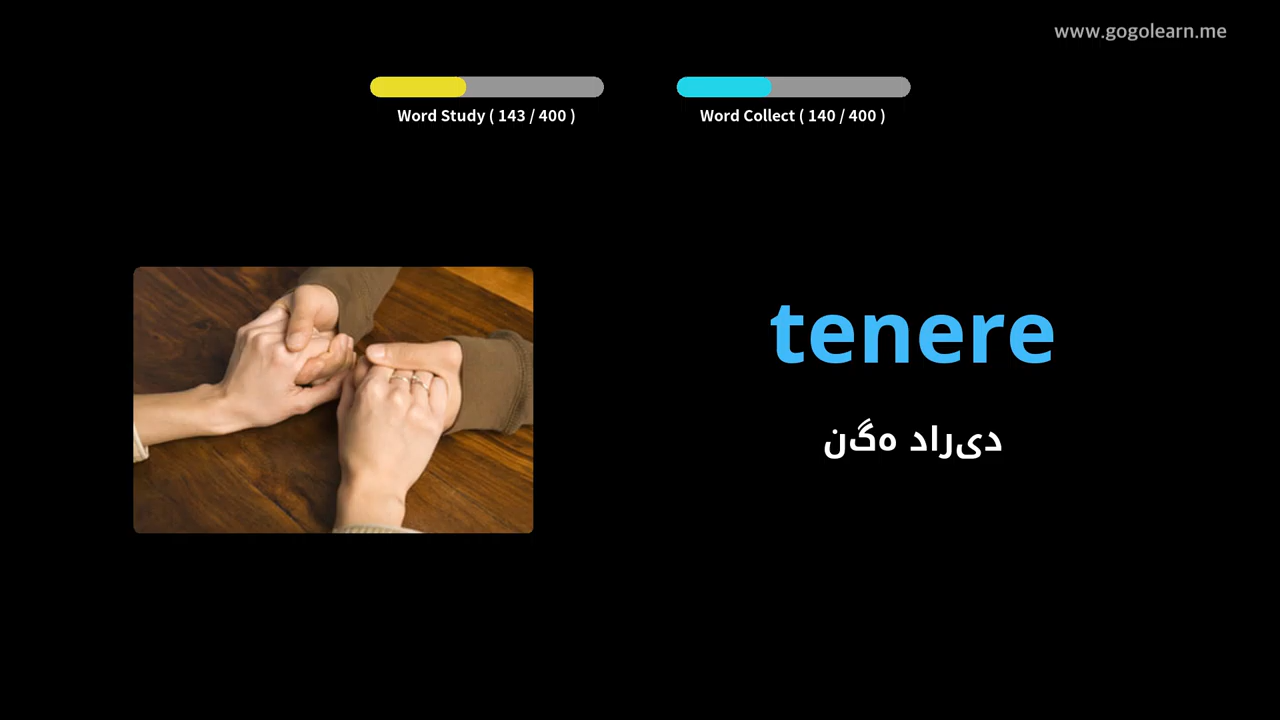 www.gogolearn.me
Word Study ( 143 / 400 )
Word Collect ( 140 / 400 )
tenere
دیراد هگن